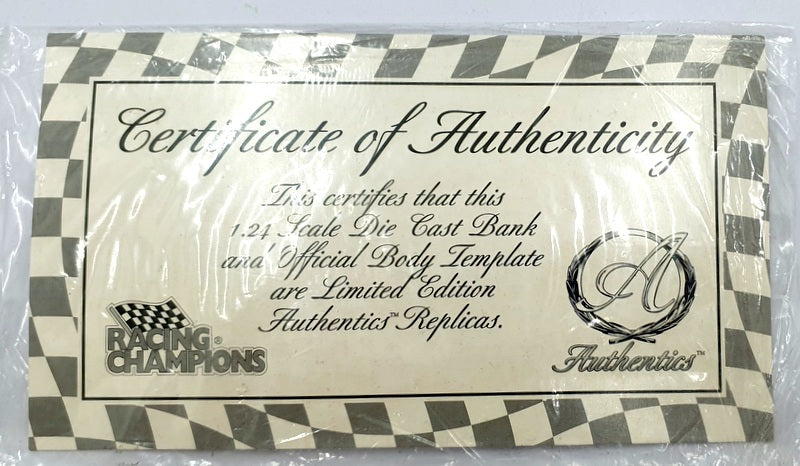 Certificate of Authenticity
This certifies that this
1:24 Scale Die Cast Bank
and Official Body Template
are Limited Edition
Authentics™ Replicas.
RACING®
CHAMPIONS
A
Authentics™